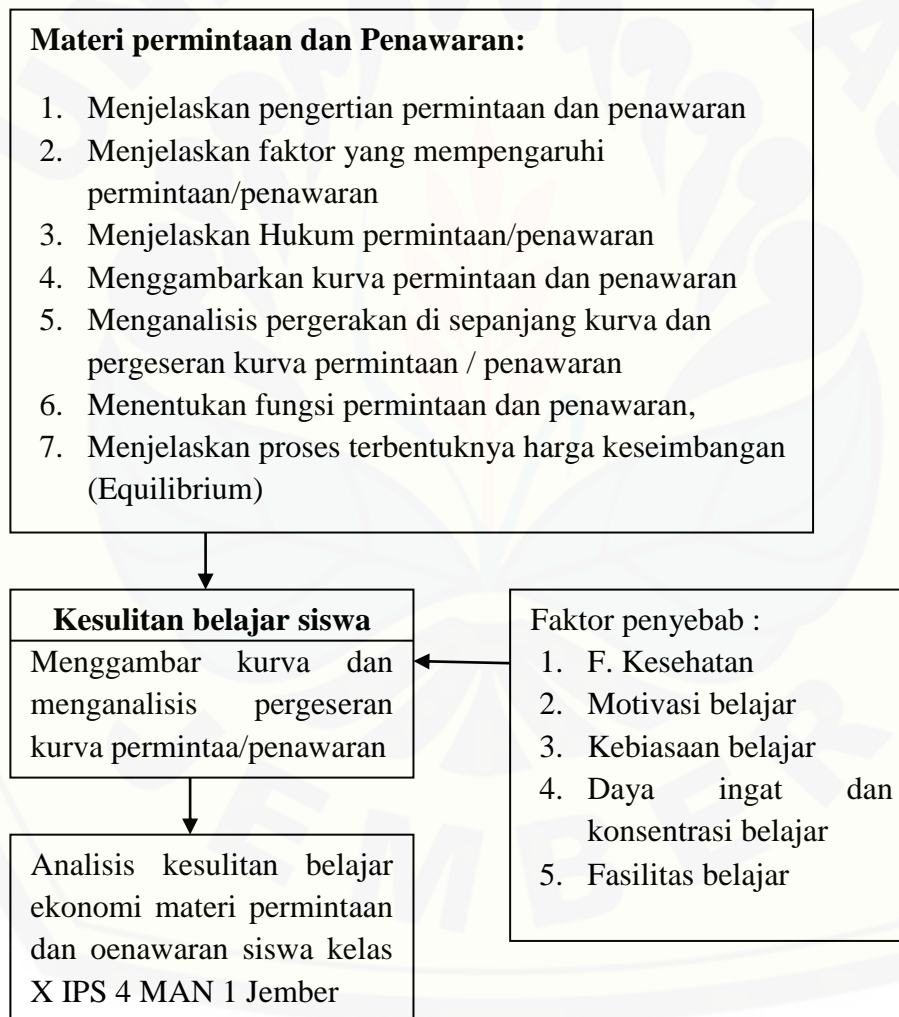 Materi permintaan dan Penawaran:
1. Menjelaskan pengertian permintaan dan penawaran
2. Menjelaskan faktor yang mempengaruhi
permintaan/penawaran
3. Menjelaskan Hukum permintaan/penawaran
4. Menggambarkan kurva permintaan dan penawaran
5. Menganalisis pergerakan di sepanjang kurva dan
pergeseran kurva permintaan / penawaran
6. Menentukan fungsi permintaan dan penawaran,
7. Menjelaskan proses terbentuknya harga keseimbangan
(Equilibrium)
Kesulitan belajar siswa
Menggambar kurva dan
menganalisis pergeseran
kurva permintaa/penawaran
Faktor penyebab :
1. F. Kesehatan
2. Motivasi belajar
3. Kebiasaan belajar
4. Daya ingat dan
konsentrasi belajar
5. Fasilitas belajar
Analisis kesulitan belajar
ekonomi materi permintaan
dan oenawaran siswa kelas
X IPS 4 MAN 1 Jember